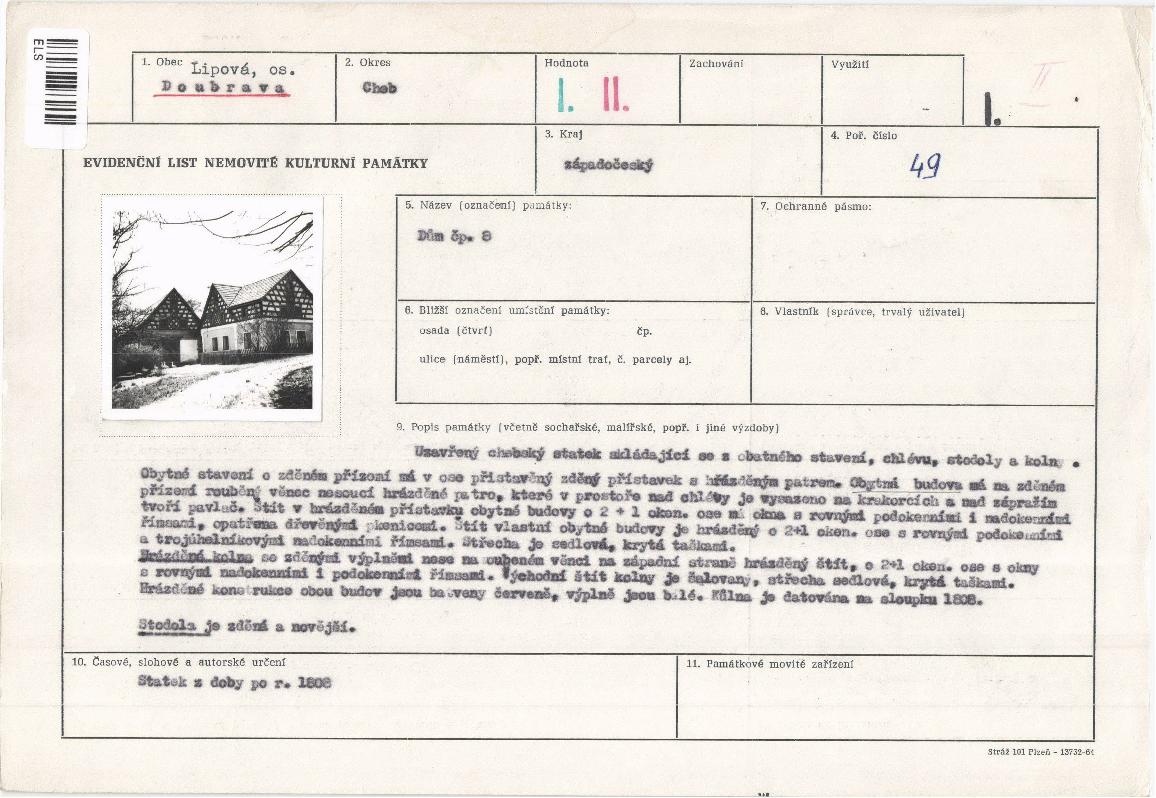 ELS
1. Obec Lipová, os.
Doubrava
2. Okres
Cheb
Hodnota
I. II.
Zachování
Využití
I.
II
EVIDENČNÍ LIST NEMOVITÉ KULTURNÍ PAMÁTKY
3. Kraj
západočeský
4. Poř. číslo
49
5. Název (označení) památky:
Dům čp. 8
7. Ochranné pásmo:
6. Bližší označení umístění památky:
osada (čtvrť) čp.
ulice (náměstí), popř. místní trať, č. parcely aj.
8. Vlastník (správce, trvalý uživatel)
9. Popis památky (včetně sochařské, malířské, popř. i jiné výzdoby)
Uzavřený chebský statek skládající se z obatného stavení, chlévu, stodoly a kolny .
Obytné stavení o zděném přízení má v ose přistavěný zděný přístavek s hrázděným patrem. Obytná budova má na zděném
přízení roubený věnec nesoucí hrázděné patro, které v prostoře nad chlévy je vysazeno na krakorcích a nad zápražím
tvoří pavlač. Štít v hrázděném přístavku obytné budovy o 2 + 1 oken. ose má okna s rovnými podokenními i nadokenními
římsami, opatřena dřevěnými okenicemi. Štít vlastní obytné budovy je hrázděný o 2+1 oken. ose s rovnými podokenními
a trojúhelníkovými nadokenními římsami. Střecha je sedlová, krytá taškami.
Hrázděná kolna se zděnými výplněmi nese na roubeném věnci na západní straně hrázděný štít, o 2+1 oken. ose s okny
s rovnými nadokenními i podokenními římsami. Východní štít kolny je šalovaný, střecha sedlová, krytá taškami.
Hrázděné konstrukce obou budov jsou barveny červeně, výplně jsou bílé. Kůlna je datována na sloupku 1808.
Stodola je zděná a novější.
10. Časové, slohové a autorské určení
Statek z doby po r. 1808
11. Památkové movité zařízení
Stráž 101 Plzeň - 13732-64